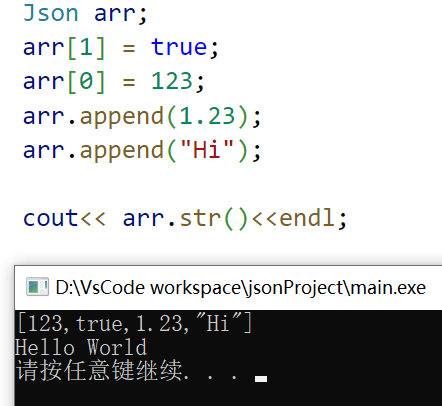 Json arr;
arr[1] = true;
arr[0] = 123;
arr.append(1.23);
arr.append("Hi");
cout<< arr.str()<<endl;
D:\VsCode workspace\jsonProject\main.exe
[123,true,1.23,"Hi"]
Hello World
请按任意键继续. . .